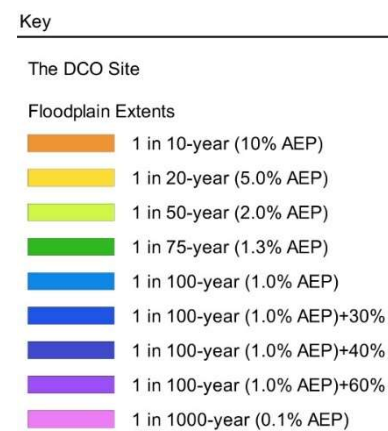 Key
The DCO Site
Floodplain Extents
1 in 10-year (10% AEP)
1 in 20-year (5.0% AEP)
1 in 50-year (2.0% AEP)
1 in 75-year (1.3% AEP)
1 in 100-year (1.0% AEP)
1 in 100-year (1.0% AEP)+30%
1 in 100-year (1.0% AEP)+40%
1 in 100-year (1.0% AEP)+60%
1 in 1000-year (0.1% AEP)